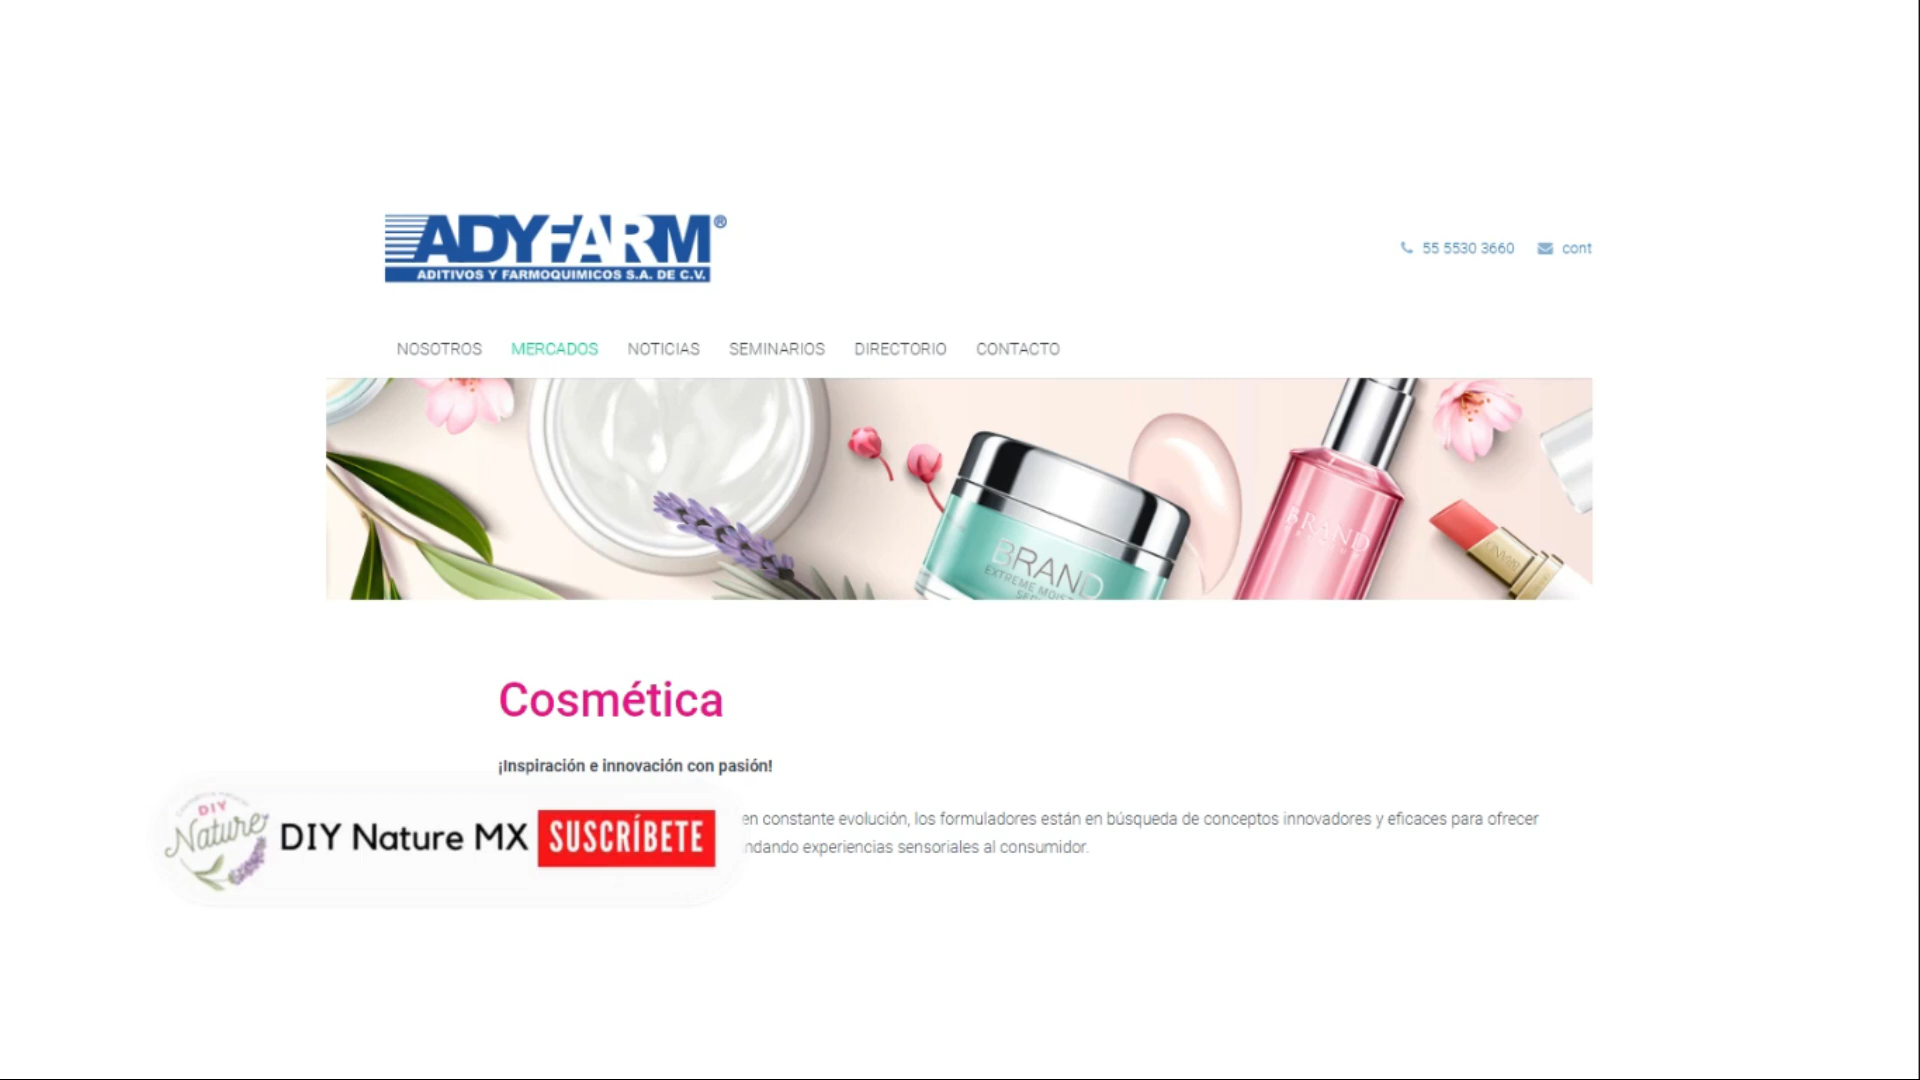 ADYFARM®
ADITIVOS Y FARMOQUIMICOS S.A. DE C.V.
55 5530 3660 cont
NOSOTROS MERCADOS NOTICIAS SEMINARIOS DIRECTORIO CONTACTO
BRAND
EXTREME MOIST
BRAND
Cosmética
¡Inspiración e innovación con pasión!
en constante evolución, los formuladores están en búsqueda de conceptos innovadores y eficaces para ofrecer
ndando experiencias sensoriales al consumidor.
DIY
Nature
DIY Nature MX SUSCRÍBETE